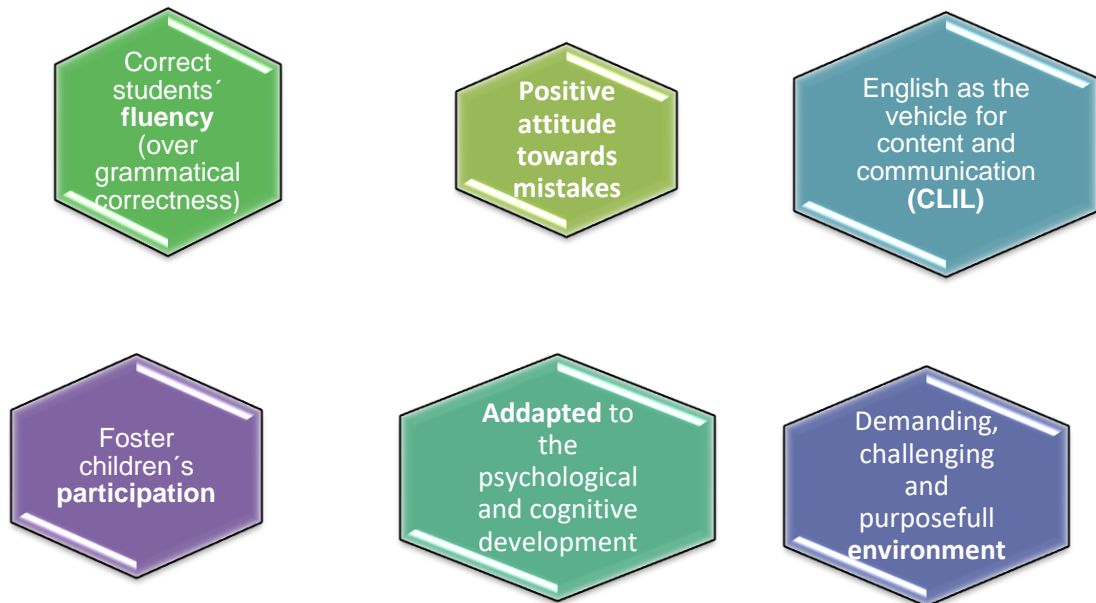 Correct
students´
fluency
(over
grammatical
correctness)
Positive
attitude
towards
mistakes
English as the
vehicle for
content and
communication
(CLIL)
Foster
children´s
participation
Addapted to
the
psychological
and cognitive
development
Demanding,
challenging
and
purposefull
environment